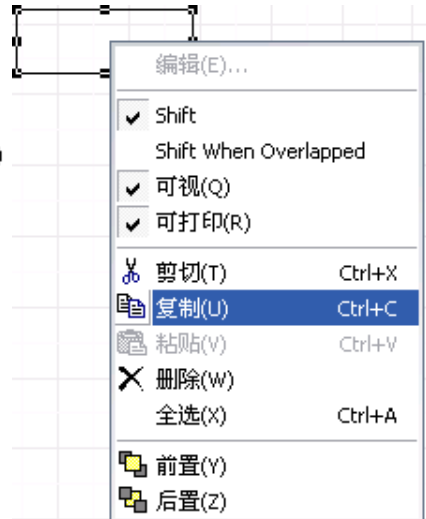 编辑(E)...
Shift
Shift When Overlapped
可视(Q)
可打印(R)
剪切(T) Ctrl+X
复制(U) Ctrl+C
粘贴(V) Ctrl+V
删除(W)
全选(X) Ctrl+A
前置(Y)
后置(Z)